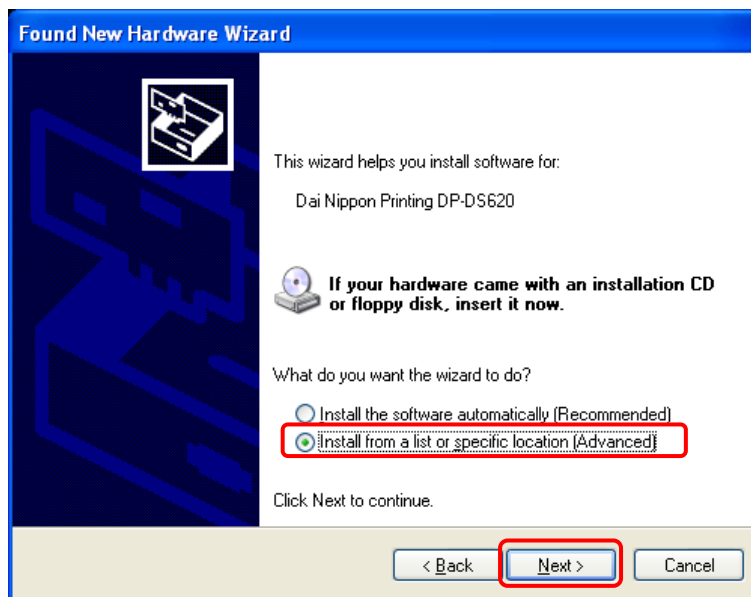 Found New Hardware Wizard
This wizard helps you install software for:
Dai Nippon Printing DP-DS620
If your hardware came with an installation CD
or floppy disk, insert it now.
What do you want the wizard to do?
Install the software automatically (Recommended)
Install from a list or specific location (Advanced)
Click Next to continue.
< Back
Next >
Cancel